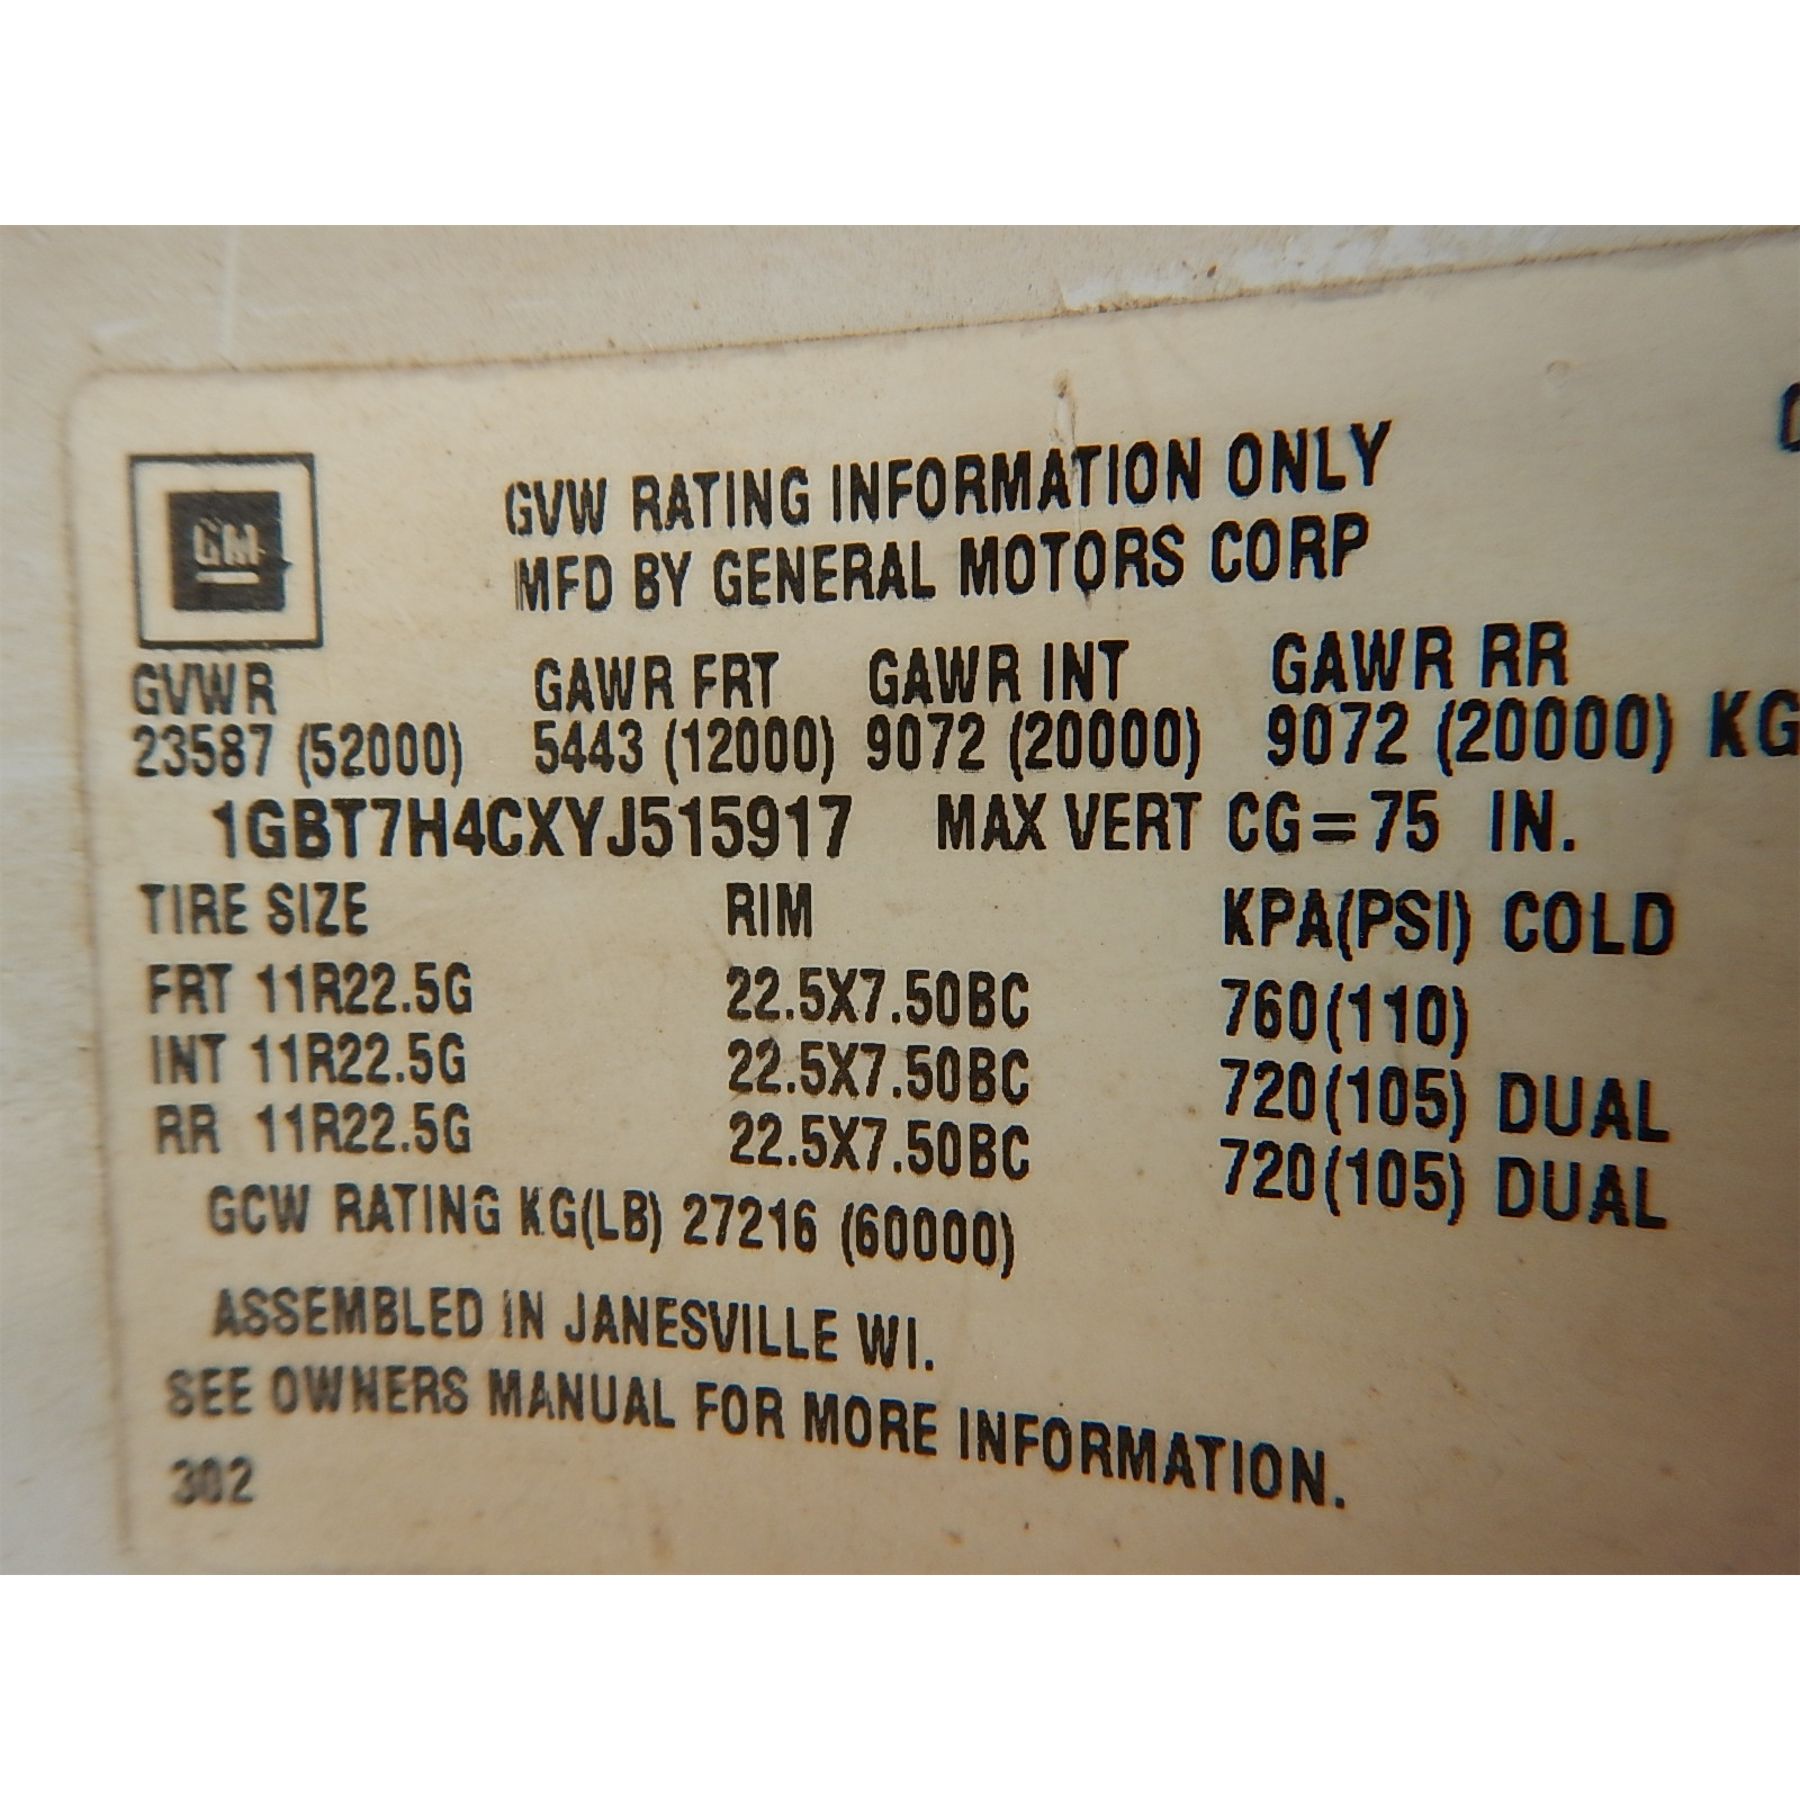 GM
GVW RATING INFORMATION ONLY
MFD BY GENERAL MOTORS CORP
GVWR GAWR FRT GAWR INT GAWR RR
23587 (52000) 5443 (12000) 9072 (20000) 9072 (20000) KG
1GBT7H4CXYJ515917 MAX VERT CG=75 IN.
TIRE SIZE RIM KPA(PSI) COLD
FRT 11R22.5G 22.5X7.50BC 760(110)
INT 11R22.5G 22.5X7.50BC 720(105) DUAL
RR 11R22.5G 22.5X7.50BC 720(105) DUAL
GCW RATING KG(LB) 27216 (60000)
ASSEMBLED IN JANESVILLE WI.
SEE OWNERS MANUAL FOR MORE INFORMATION.
302